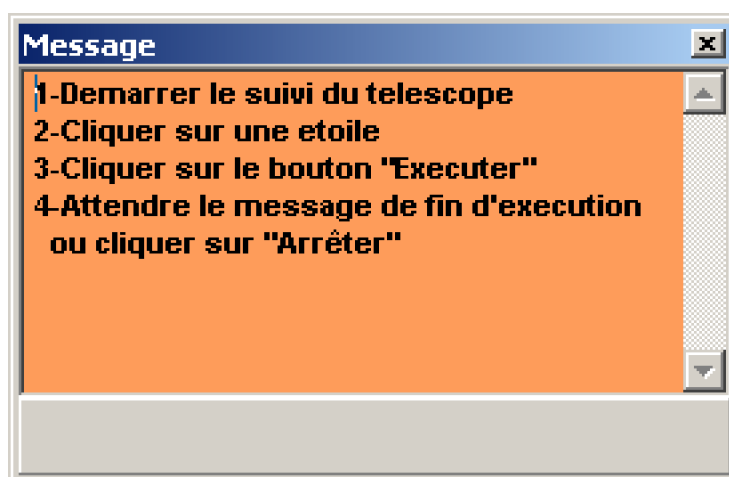 Message
1-Demarrer le suivi du telescope
2-Cliquer sur une etoile
3-Cliquer sur le bouton "Executer"
4-Attendre le message de fin d'execution
ou cliquer sur "Arrêter"